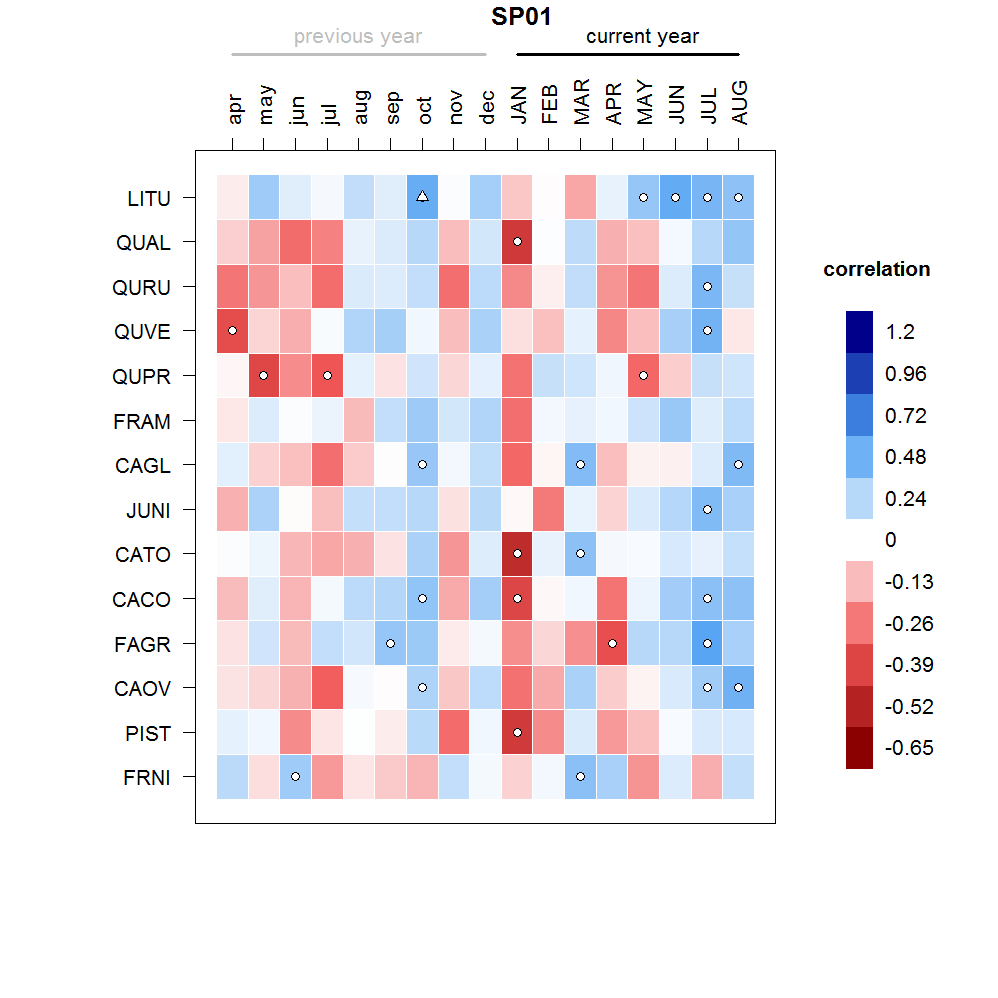 SP01
previous year current year
apr may jun jul aug sep oct nov dec JAN FEB MAR APR MAY JUN JUL AUG
LITU
QUAL
QURU
QUVE
QUPR
FRAM
CAGL
JUNI
CATO
CACO
FAGR
CAOV
PIST
FRNI
correlation
1.2
0.96
0.72
0.48
0.24
0
-0.13
-0.26
-0.39
-0.52
-0.65